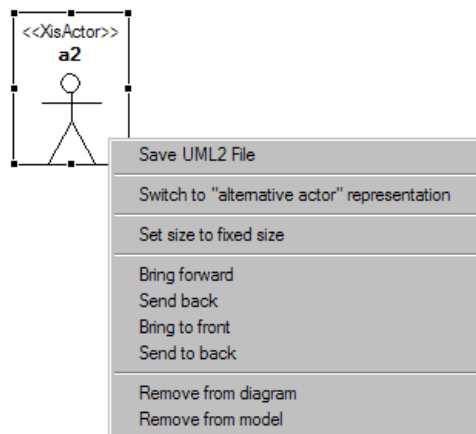 <<XisActor>>
a2
Save UML2 File
Switch to "alternative actor" representation
Set size to fixed size
Bring forward
Send back
Bring to front
Send to back
Remove from diagram
Remove from model